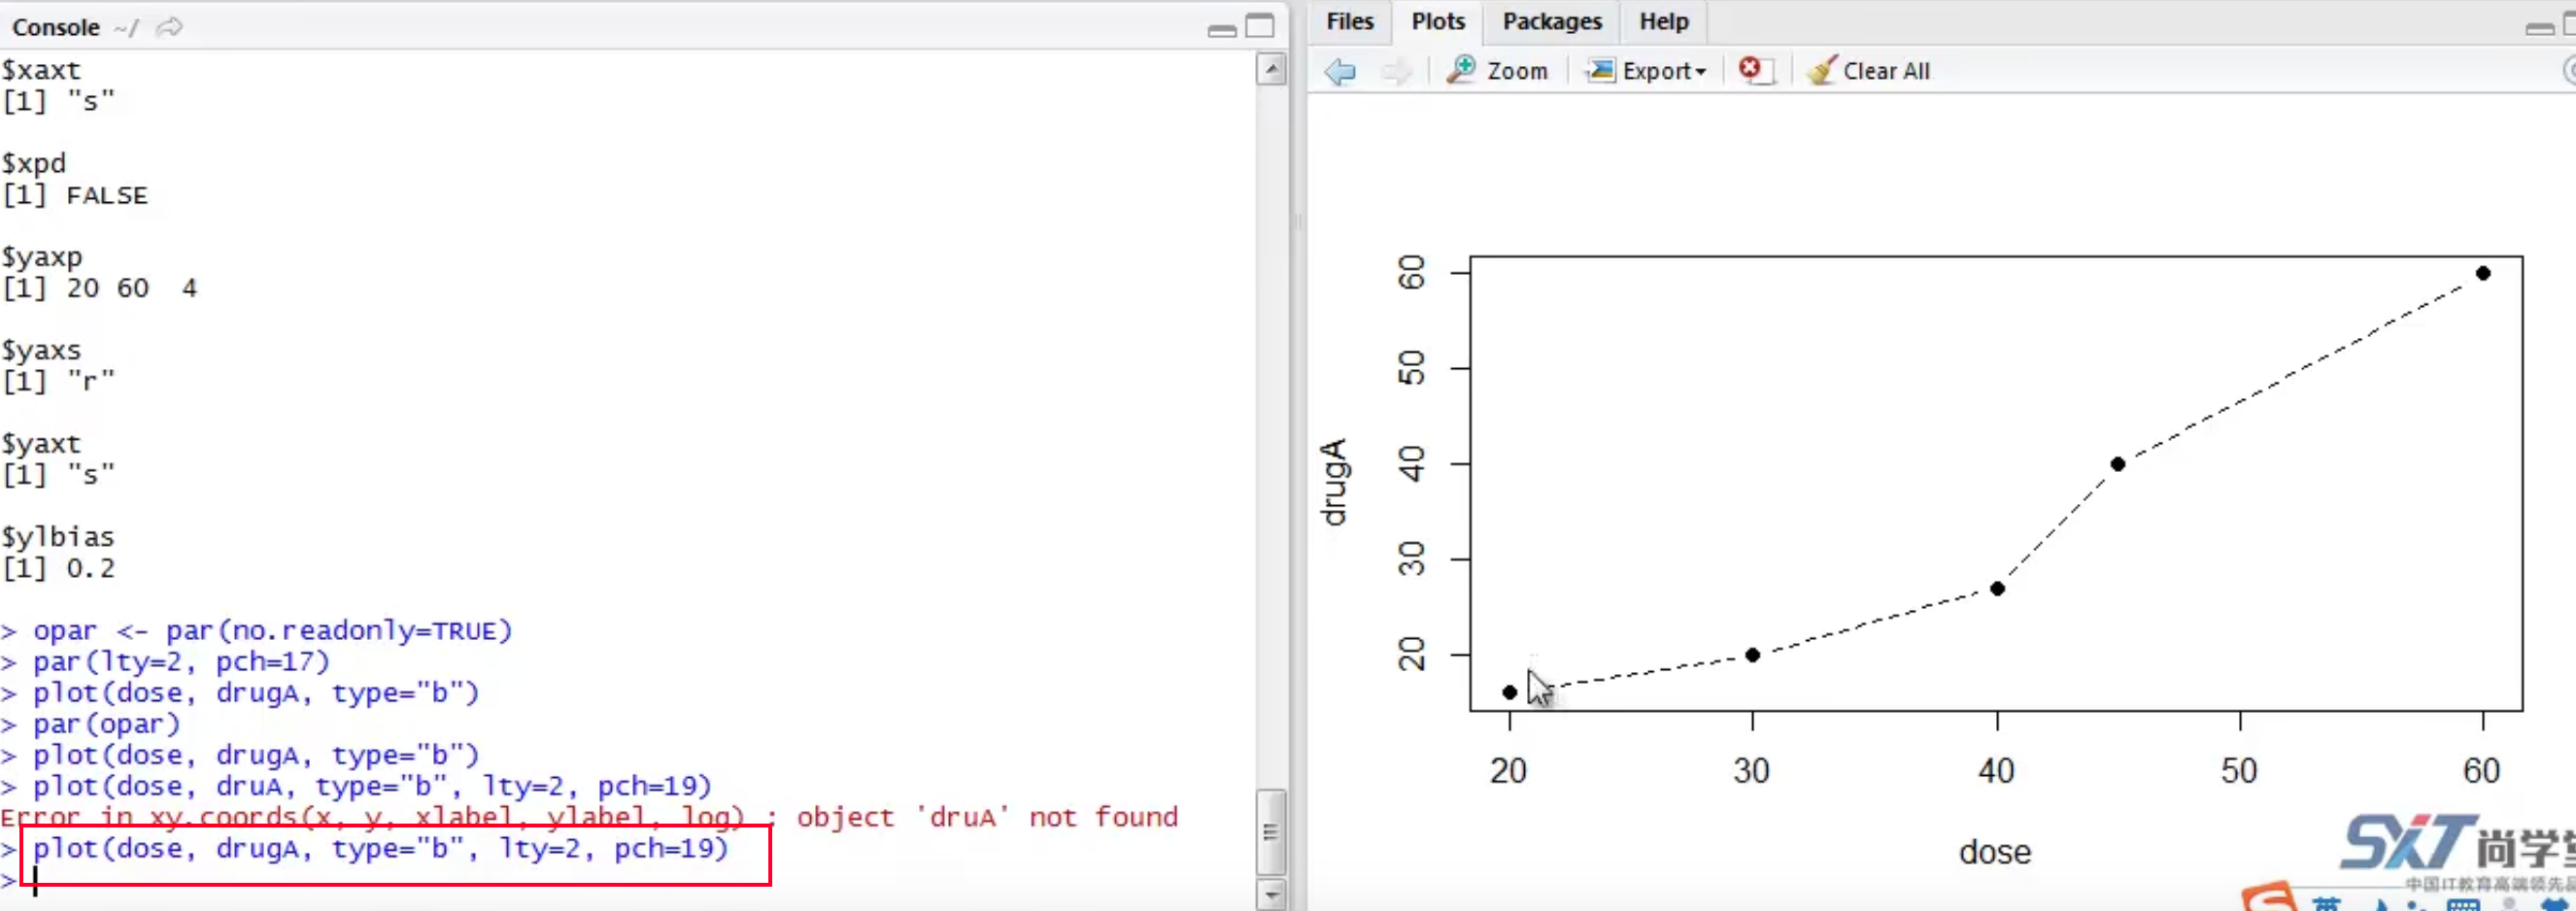 Console ~/
$xaxt
[1] "s"
$xpd
[1] FALSE
$yaxp
[1] 20 60  4
$yaxs
[1] "r"
$yaxt
[1] "s"
$ylbias
[1] 0.2
> opar <- par(no.readonly=TRUE)
> par(lty=2, pch=17)
> plot(dose, drugA, type="b")
> par(opar)
> plot(dose, drugA, type="b")
> plot(dose, druA, type="b", lty=2, pch=19)
Error in xy.coords(x, y, xlabel, ylabel, log) : object 'druA' not found
> plot(dose, drugA, type="b", lty=2, pch=19)
>
Files Plots Packages Help
Zoom Export Clear All
60
50
40
30
20
drugA
20 30 40 50 60
dose
SXT 尚学堂
中国IT教育高端领先品
英